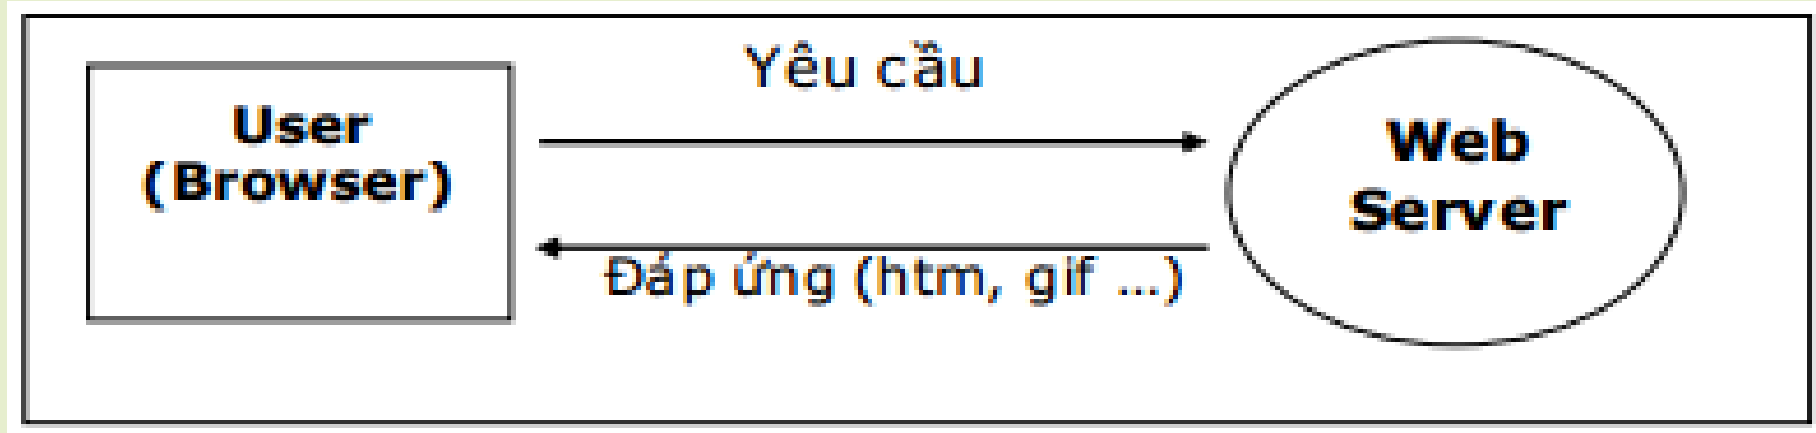 Yêu cầu
User
(Browser)
Web
Server
Đáp ứng (htm, gif ...)